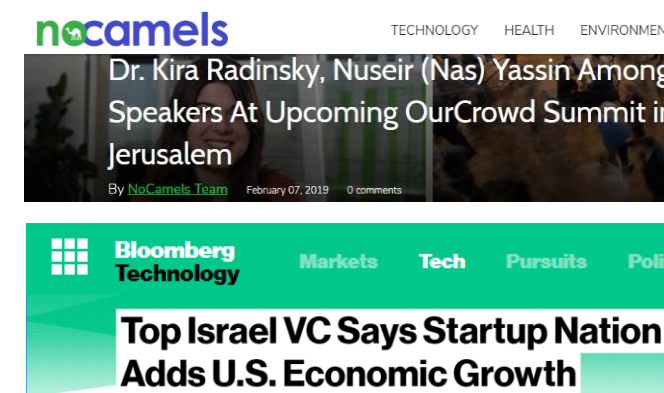 nocamels
TECHNOLOGY HEALTH
Dr. Kira Radinsky, Nuseir (Nas) Yassin Among
Speakers At Upcoming OurCrowd Summit in
Jerusalem
By NoCamels Team February 07, 2019 0 comments
Bloomberg
Technology
Markets Tech Pursuits
Top Israel VC Says Startup Nation
Adds U.S. Economic Growth